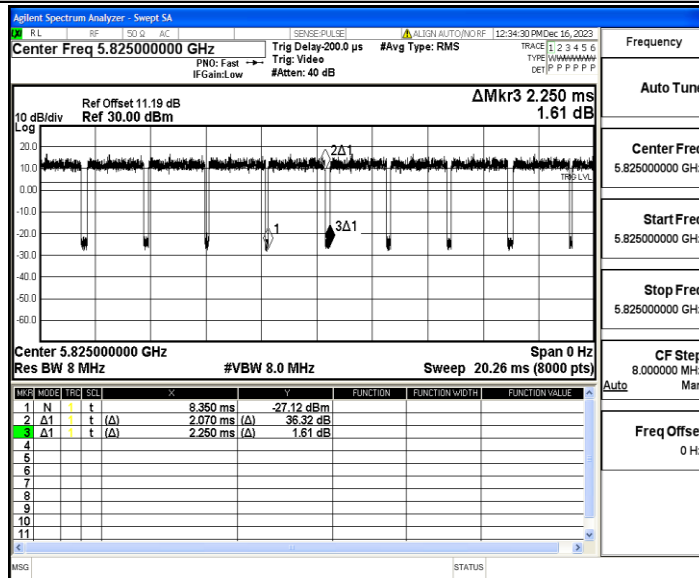 Agilent Spectrum Analyzer - Swept SA
RL RF 50 Ω AC SENSE:PULSE ALIGN AUTO/NO RF 12:34:30 PM Dec 16, 2023
Center Freq 5.825000000 GHz
PNO: Fast
IFGain:Low
Trig Delay-200.0 µs
Trig: Video
#Atten: 40 dB
#Avg Type: RMS
TRACE 1 2 3 4 5 6
TYPE
DET P P P P P P
Ref Offset 11.19 dB
Ref 30.00 dBm
10 dB/div
Log
ΔMkr3 2.250 ms
1.61 dB
20.0
10.0
0.00
-10.0
-20.0
-30.0
-40.0
-50.0
-60.0
2Δ1
TRIG LVL
1
3Δ1
Center 5.825000000 GHz
Span 0 Hz
Res BW 8 MHz
#VBW 8.0 MHz
Sweep 20.26 ms (8000 pts)
MKR MODE TRC SCL X Y FUNCTION FUNCTION WIDTH FUNCTION VALUE
1 N 1 t 8.350 ms -27.12 dBm
2 Δ1 1 t (Δ) 2.070 ms (Δ) 36.32 dB
3 Δ1 1 t (Δ) 2.250 ms (Δ) 1.61 dB
4
5
6
7
8
9
10
11
MSG
STATUS
Frequency
Auto Tune
Center Freq
5.825000000 GHz
Start Freq
5.825000000 GHz
Stop Freq
5.825000000 GHz
CF Step
8.000000 MHz
Auto Man
Freq Offset
0 Hz